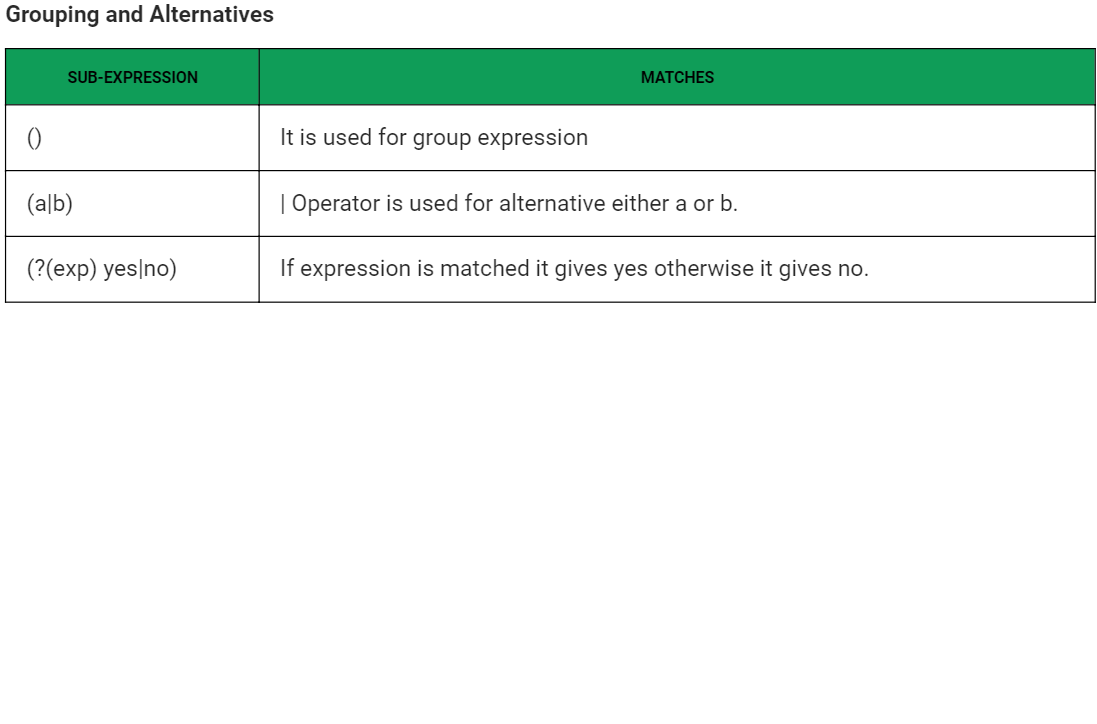 Grouping and Alternatives
SUB-EXPRESSION MATCHES
() It is used for group expression
(a|b) | Operator is used for alternative either a or b.
(?(exp) yes|no) If expression is matched it gives yes otherwise it gives no.